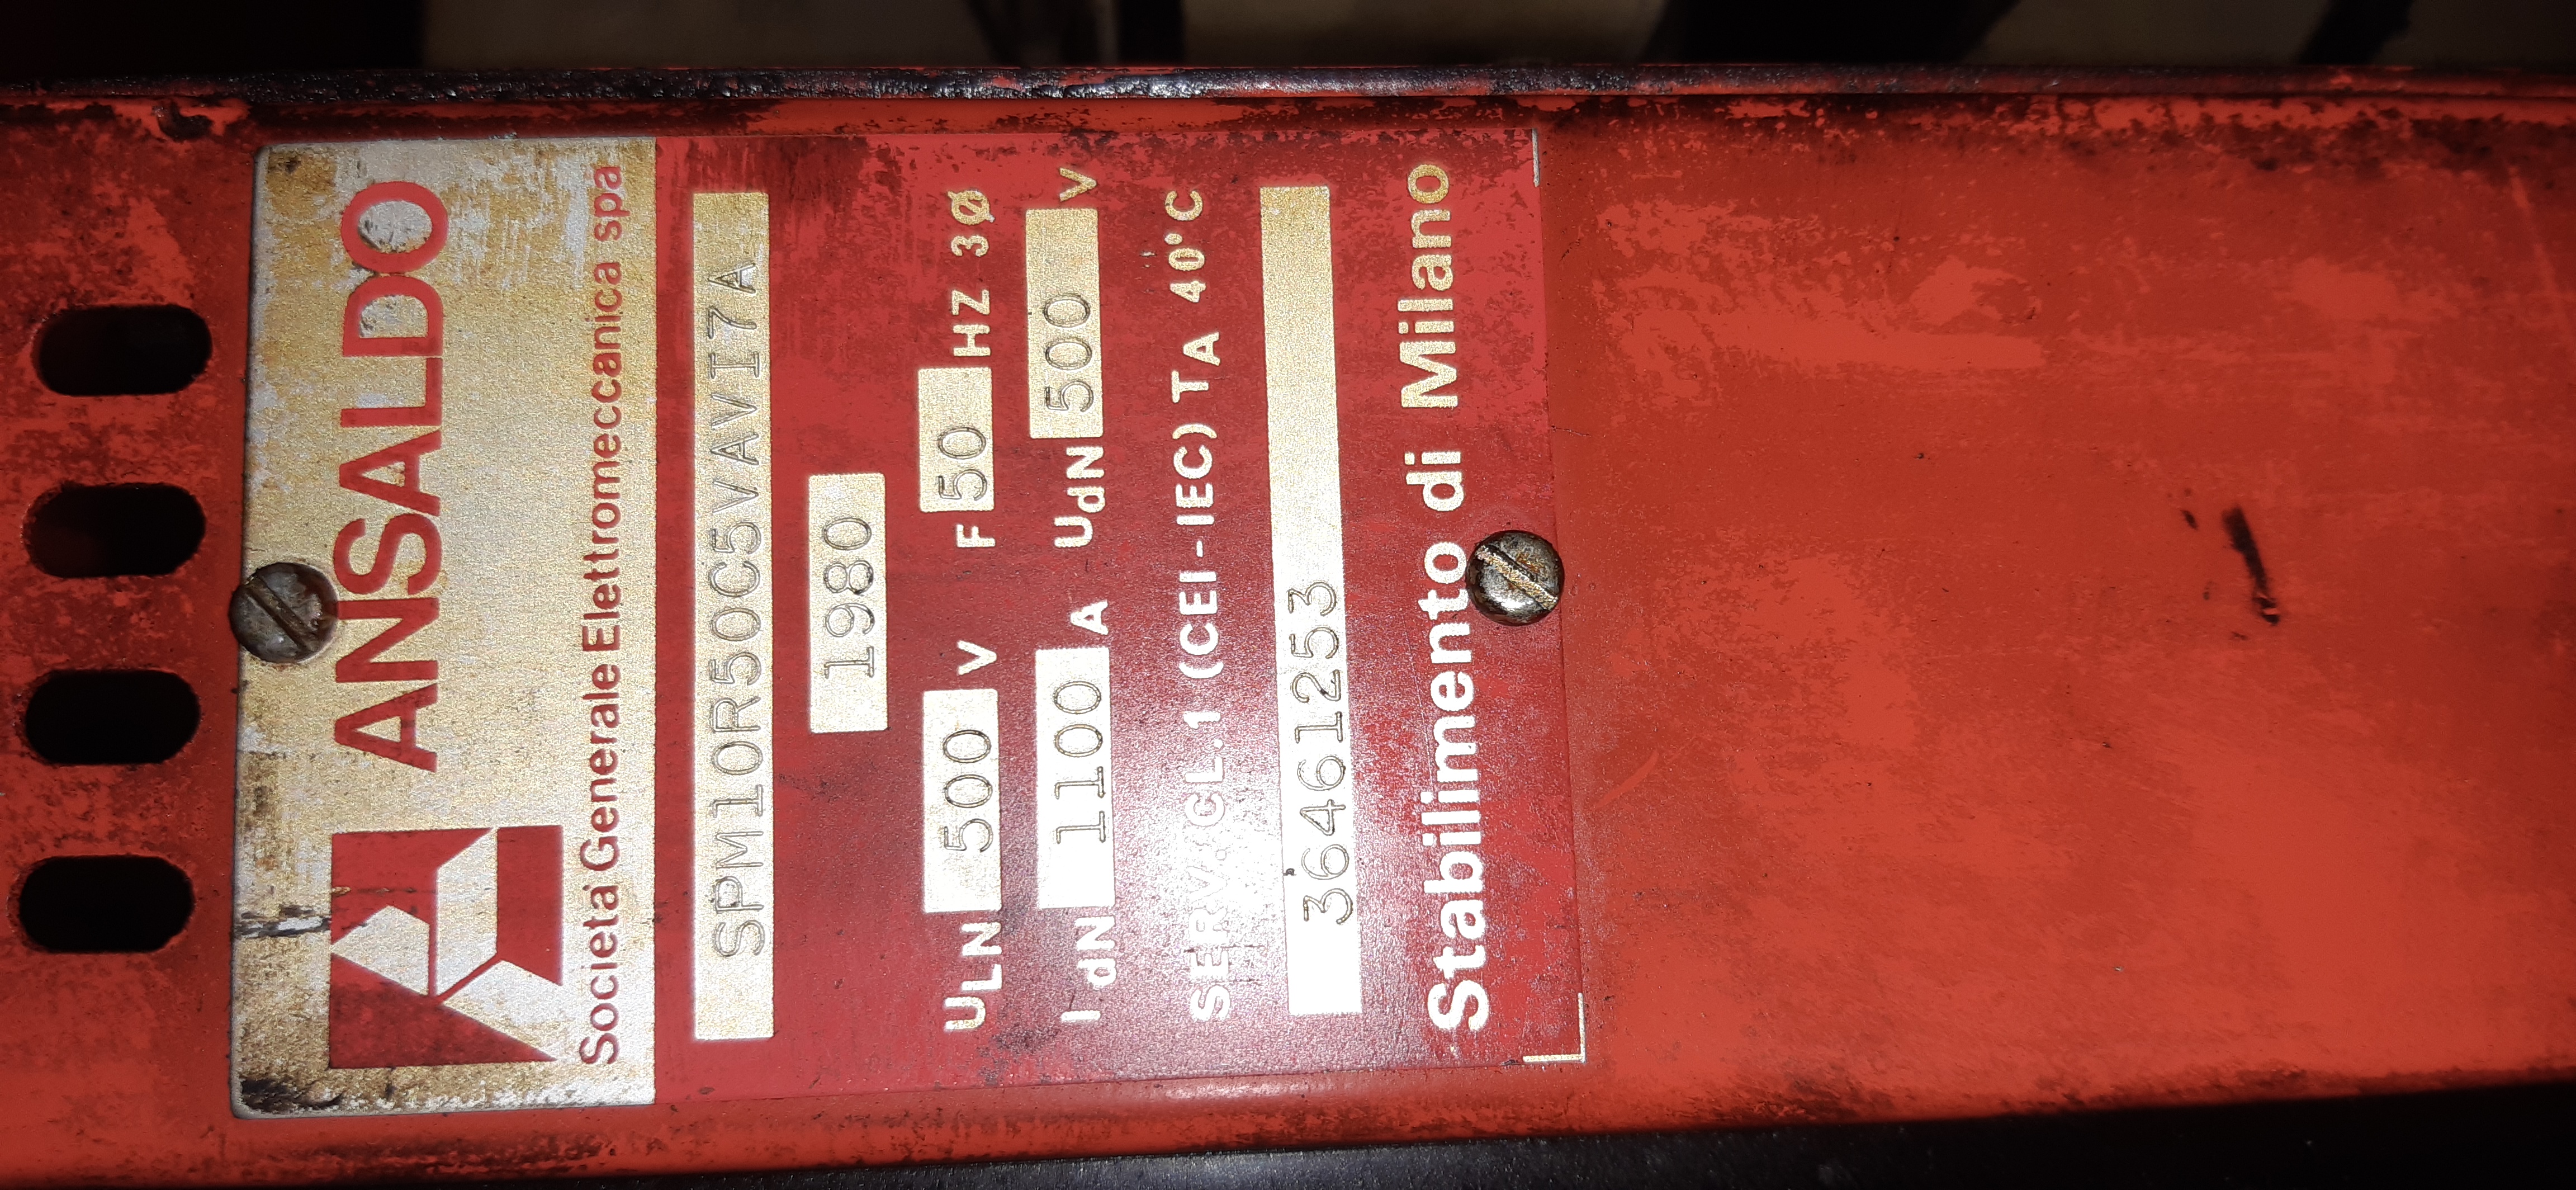 ANSALDO
Società Generale Elettromeccanica spa
SPM10R50C5VAVI7A
1980
ULN 500 V F 50 HZ 3Ø
IdN 1100 A UdN 500 V
SERV. CL.1 (CEI-IEC) TA 40°C
36461253
Stabilimento di Milano